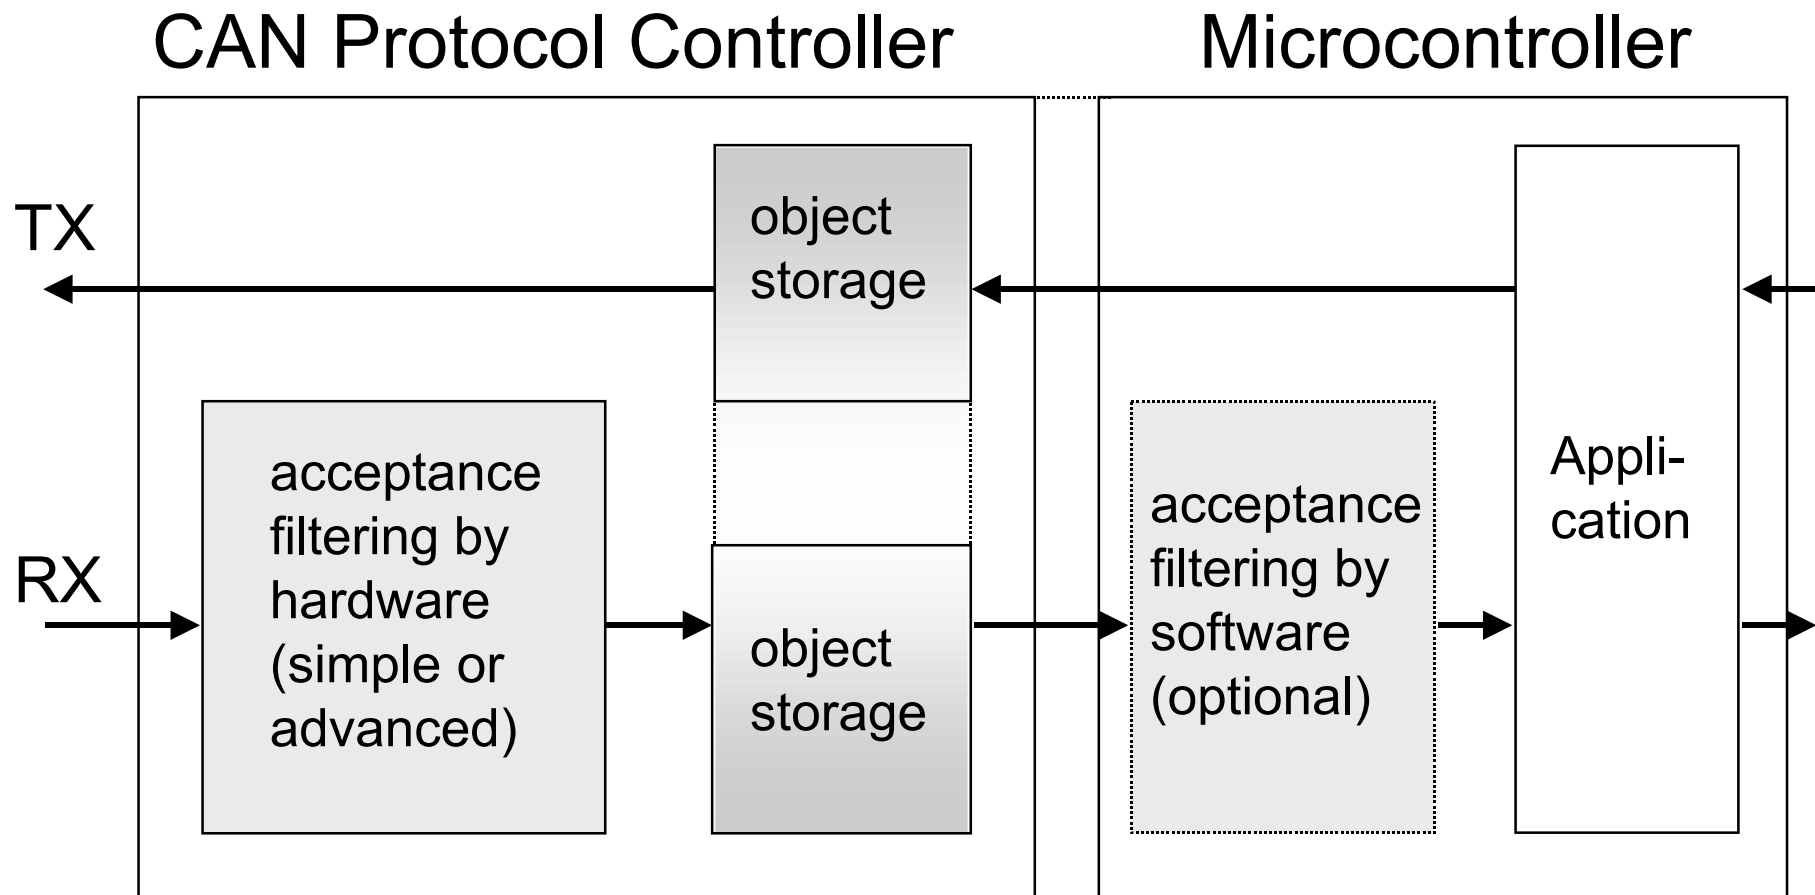 CAN Protocol Controller
Microcontroller
TX
object
storage
RX
acceptance
filtering by
hardware
(simple or
advanced)
object
storage
acceptance
filtering by
software
(optional)
Appli-
cation